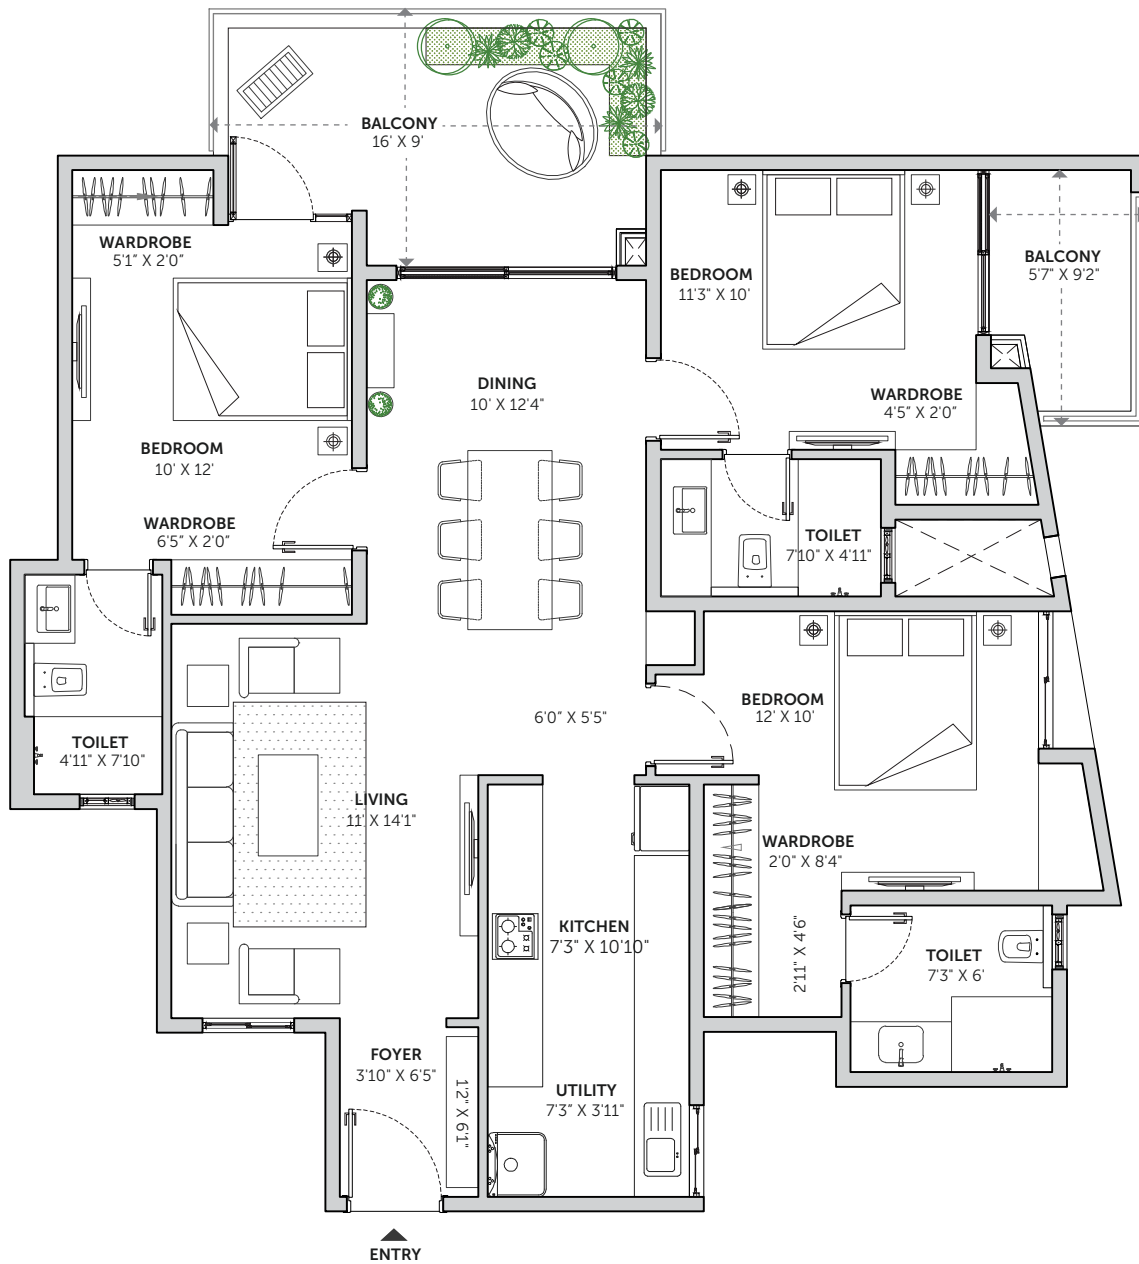 BALCONY
16' X 9'
WARDROBE
5'1" X 2'0"
BEDROOM
11'3" X 10'
BALCONY
5'7" X 9'2"
DINING
10' X 12'4"
WARDROBE
4'5" X 2'0"
BEDROOM
10' X 12'
WARDROBE
6'5" X 2'0"
TOILET
7'10" X 4'11"
BEDROOM
12' X 10'
6'0" X 5'5"
TOILET
4'11" X 7'10"
LIVING
11' X 14'1"
WARDROBE
2'0" X 8'4"
KITCHEN
7'3" X 10'10"
2'11" X 4'6"
TOILET
7'3" X 6'
FOYER
3'10" X 6'5"
1'2" X 6'1"
UTILITY
7'3" X 3'11"
ENTRY